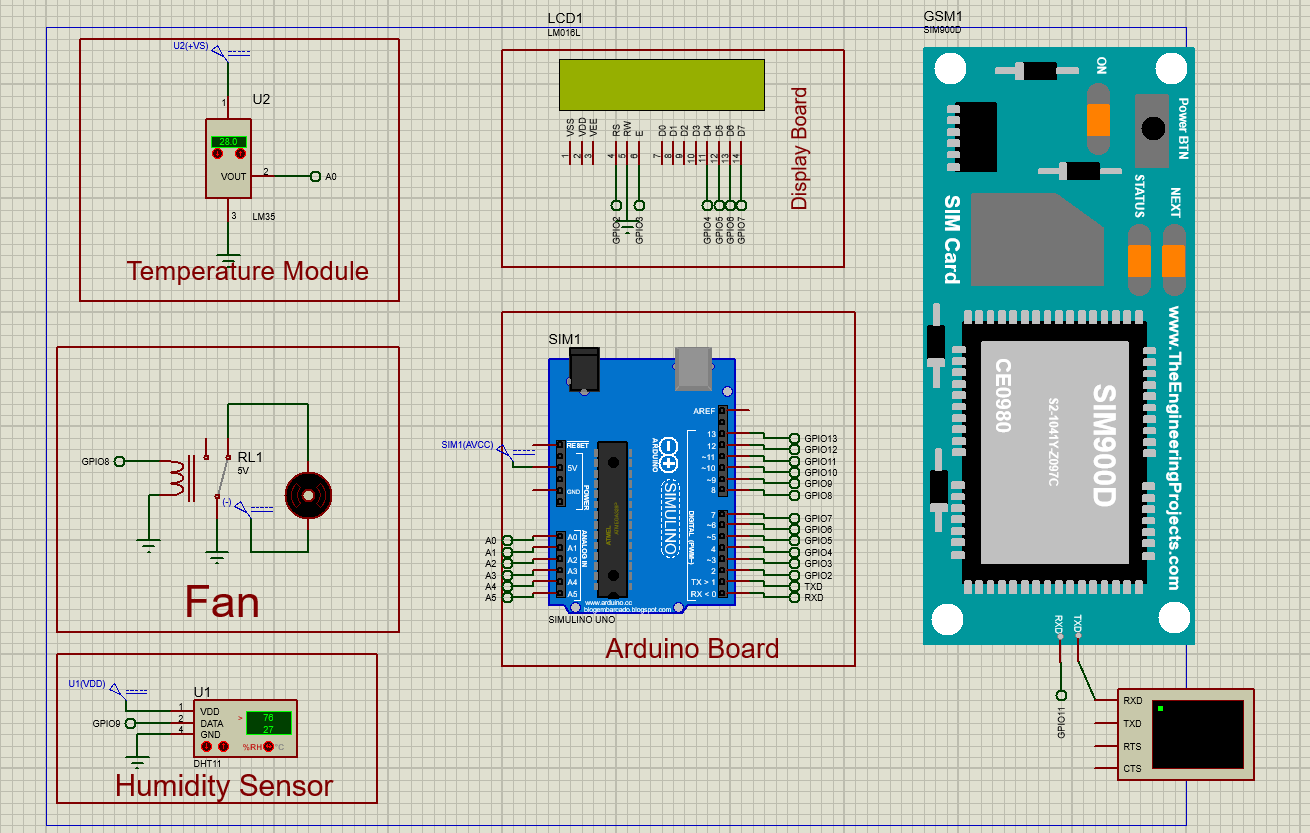 U2(+VS)
1
U2
28.0
VOUT
2
A0
3
LM35
Temperature Module
LCD1
LM016L
VSS
VDD
VEE
RS
RW
E
D0
D1
D2
D3
D4
D5
D6
D7
1
2
3
4
5
6
7
8
9
10
11
12
13
14
GPIO2
GPIO3
GPIO4
GPIO5
GPIO6
GPIO7
Display Board
GSM1
SIM900D
ON
Power BTN
STATUS
NEXT
SIM Card
CE0980
SIM900D
S2-1041Y-Z097C
www.TheEngineeringProjects.com
RXD
TXD
GPIO11
RXD
TXD
RTS
CTS
GPIO8
RL1
5V
(-)
Fan
SIM1
SIM1(AVCC)
RESET
5V
GND
POWER
A0
A1
A2
A3
A4
A5
A0
A1
A2
A3
A4
A5
ANALOG IN
ARDUINO
SIMULINO
DIGITAL (PWM~)
AREF
13
12
~11
~10
~9
8
7
~6
~5
4
~3
2
TX > 1
RX < 0
GPIO13
GPIO12
GPIO11
GPIO10
GPIO9
GPIO8
GPIO7
GPIO6
GPIO5
GPIO4
GPIO3
GPIO2
TXD
RXD
www.arduino.cc
blogembarcado.blogspot.com
SIMULINO UNO
Arduino Board
U1(VDD)
U1
GPIO9
1
2
4
VDD
DATA
GND
>
76
27
%RH
°C
DHT11
Humidity Sensor